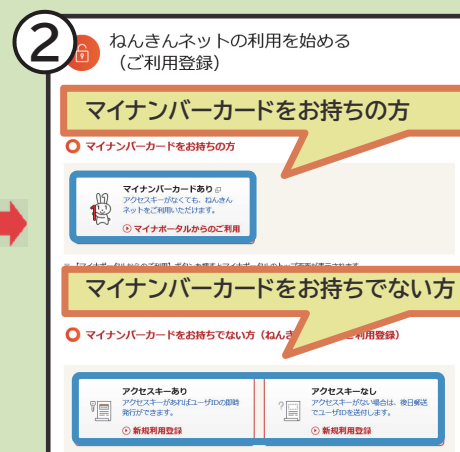 ②
ねんきんネットの利用を始める
（ご利用登録）
マイナンバーカードをお持ちの方
マイナンバーカードをお持ちの方
マイナンバーカードあり
アクセスキーがなくても、ねんきん
ネットをご利用いただけます。
マイナポータルからのご利用
マイナンバーカードをお持ちでない方
マイナンバーカードをお持ちでない方（ねんき
ご利用登録）
アクセスキーあり
アクセスキーがあればユーザIDの即時
発行ができます。
新規利用登録
アクセスキーなし
アクセスキーがない場合は、後日郵送
でユーザIDを送付します。
新規利用登録